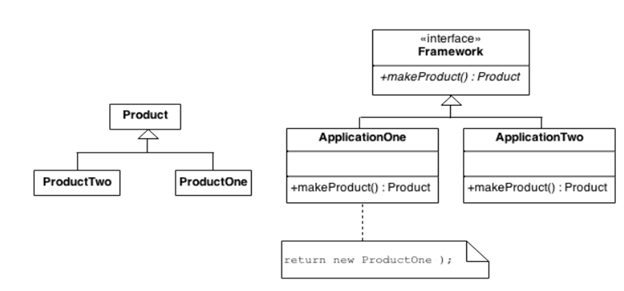 «interface»
Framework
+makeProduct() : Product
Product
ProductTwo
ProductOne
ApplicationOne
+makeProduct() : Product
ApplicationTwo
+makeProduct() : Product
return new ProductOne );